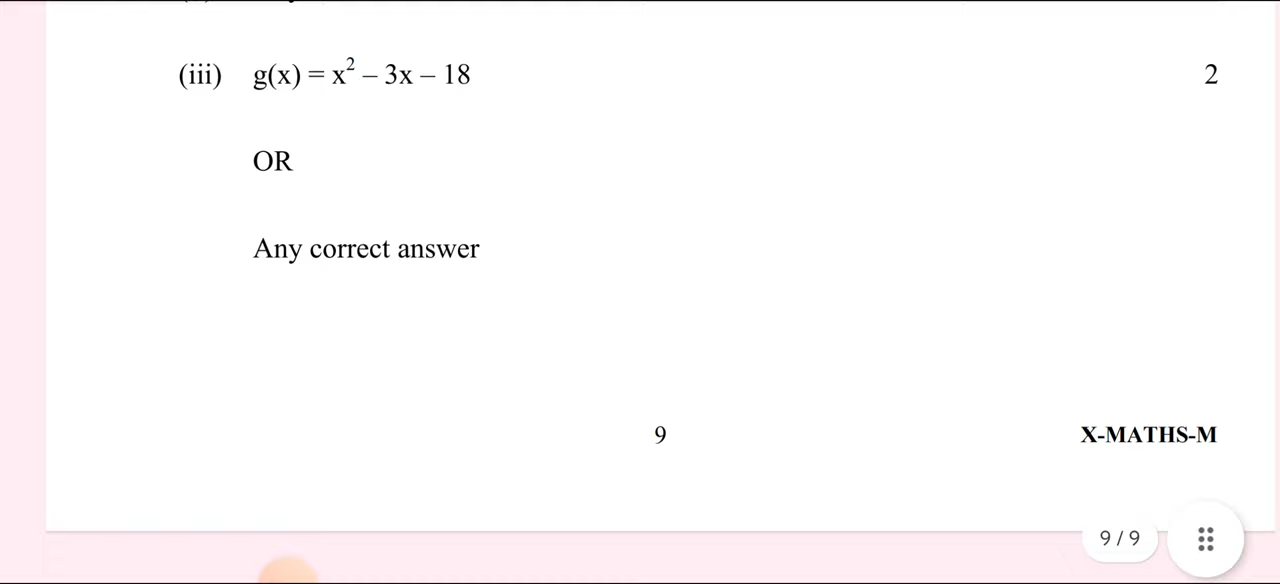 (iii) g(x) = x² – 3x – 18 2
OR
Any correct answer
9 X-MATHS-M
9 / 9